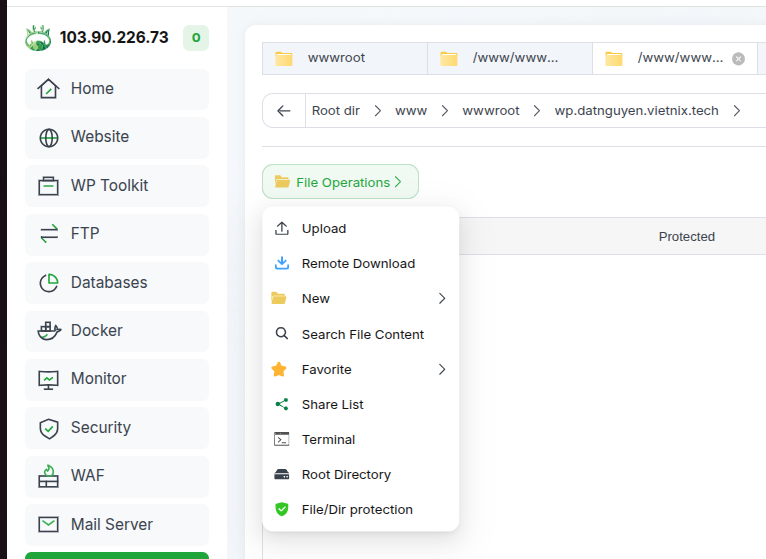 103.90.226.73
0
Home
Website
WP Toolkit
FTP
Databases
Docker
Monitor
Security
WAF
Mail Server
wwwroot
/www/www...
/www/www...
Root dir > www > wwwroot > wp.datnguyen.vietnix.tech >
File Operations >
Protected
Upload
Remote Download
New
Search File Content
Favorite
Share List
Terminal
Root Directory
File/Dir protection